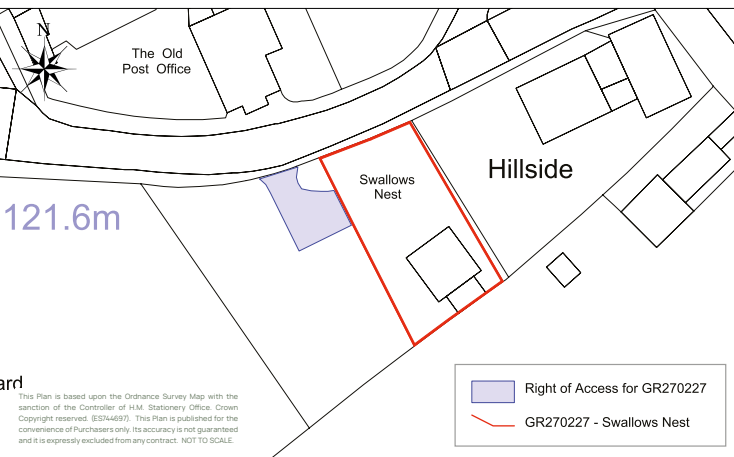 N
The Old
Post Office
Swallows
Nest
Hillside
121.6m
ard
This Plan is based upon the Ordnance Survey Map with the
sanction of the Controller of H.M. Stationery Office. Crown
Copyright reserved. (ES744697). This Plan is published for the
convenience of Purchasers only. Its accuracy is not guaranteed
and it is expressly excluded from any contract. NOT TO SCALE.
Right of Access for GR270227
GR270227 - Swallows Nest